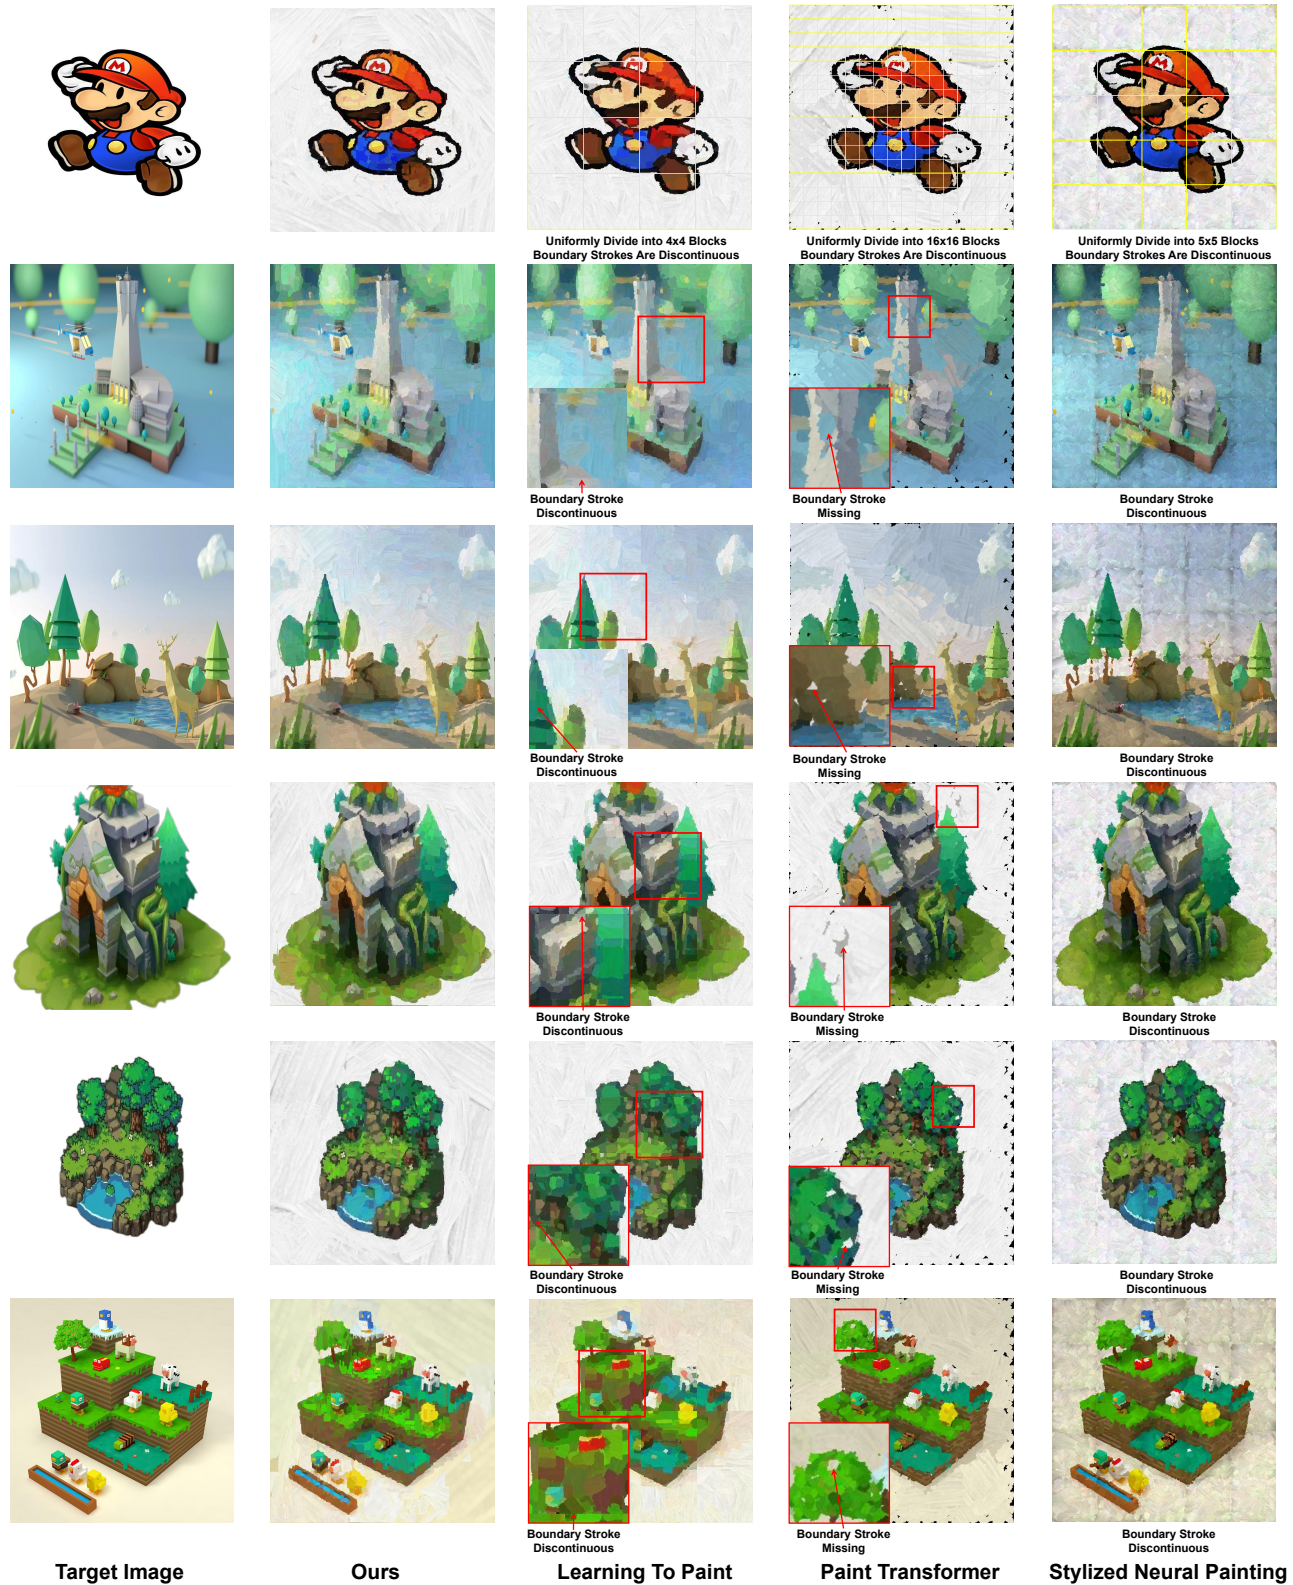 M
M
M
M
M
Uniformly Divide into 4x4 Blocks
Boundary Strokes Are Discontinuous
Uniformly Divide into 16x16 Blocks
Boundary Strokes Are Discontinuous
Uniformly Divide into 5x5 Blocks
Boundary Strokes Are Discontinuous
Boundary Stroke
Discontinuous
Boundary Stroke
Missing
Boundary Stroke
Discontinuous
Boundary Stroke
Discontinuous
Boundary Stroke
Missing
Boundary Stroke
Discontinuous
Boundary Stroke
Discontinuous
Boundary Stroke
Missing
Boundary Stroke
Discontinuous
Boundary Stroke
Discontinuous
Boundary Stroke
Missing
Boundary Stroke
Discontinuous
Boundary Stroke
Discontinuous
Boundary Stroke
Missing
Boundary Stroke
Discontinuous
Target Image
Ours
Learning To Paint
Paint Transformer
Stylized Neural Painting